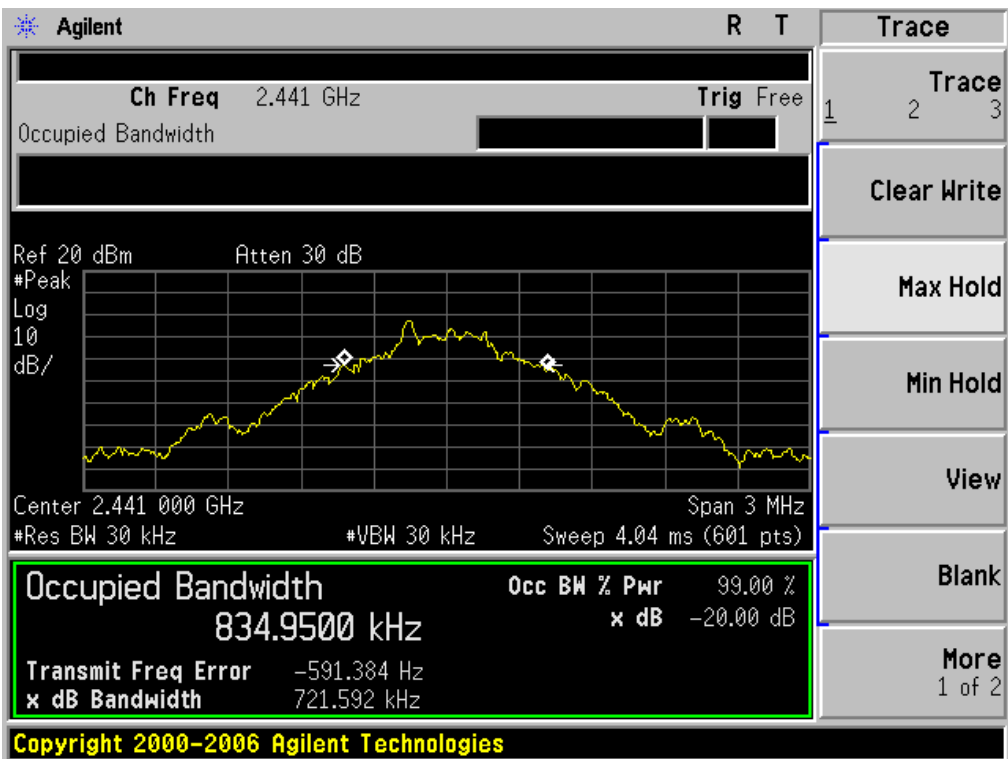 Agilent R T Trace
Ch Freq 2.441 GHz Trig Free
Occupied Bandwidth
Trace
1 2 3
Clear Write
Max Hold
Min Hold
View
Blank
More
1 of 2
Ref 20 dBm Atten 30 dB
#Peak
Log
10
dB/
Center 2.441 000 GHz Span 3 MHz
#Res BW 30 kHz #VBW 30 kHz Sweep 4.04 ms (601 pts)
Occupied Bandwidth Occ BW % Pwr 99.00 %
834.9500 kHz x dB -20.00 dB
Transmit Freq Error -591.384 Hz
x dB Bandwidth 721.592 kHz
Copyright 2000-2006 Agilent Technologies